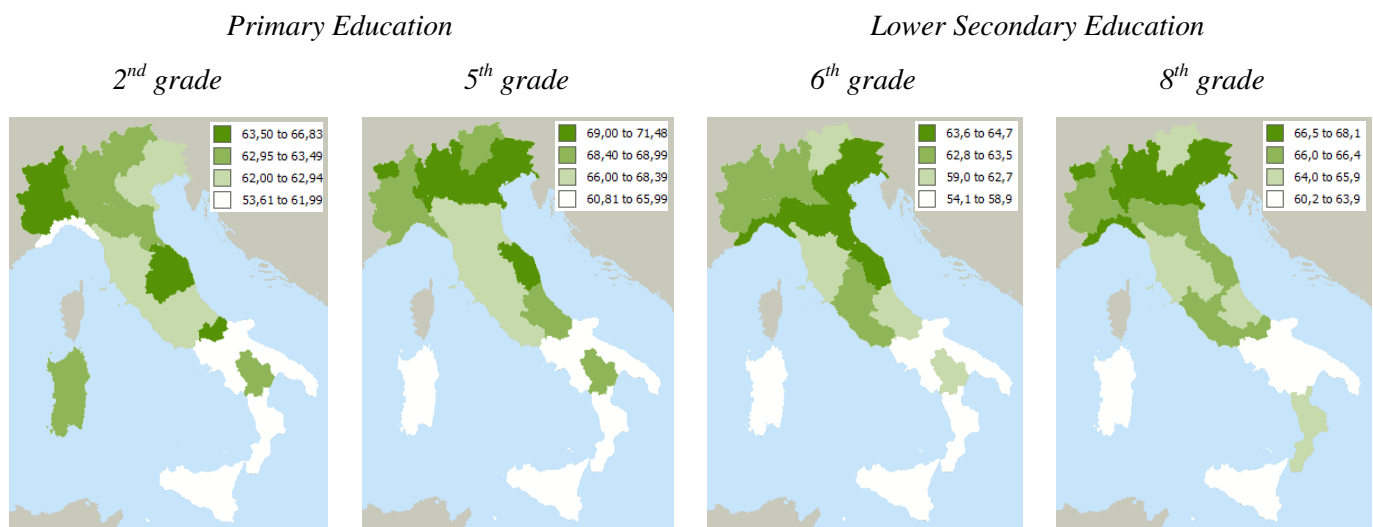 Primary Education
Lower Secondary Education
2nd grade
5th grade
6th grade
8th grade
63,50 to 66,83
62,95 to 63,49
62,00 to 62,94
53,61 to 61,99
69,00 to 71,48
68,40 to 68,99
66,00 to 68,39
60,81 to 65,99
63,6 to 64,7
62,8 to 63,5
59,0 to 62,7
54,1 to 58,9
66,5 to 68,1
66,0 to 66,4
64,0 to 65,9
60,2 to 63,9